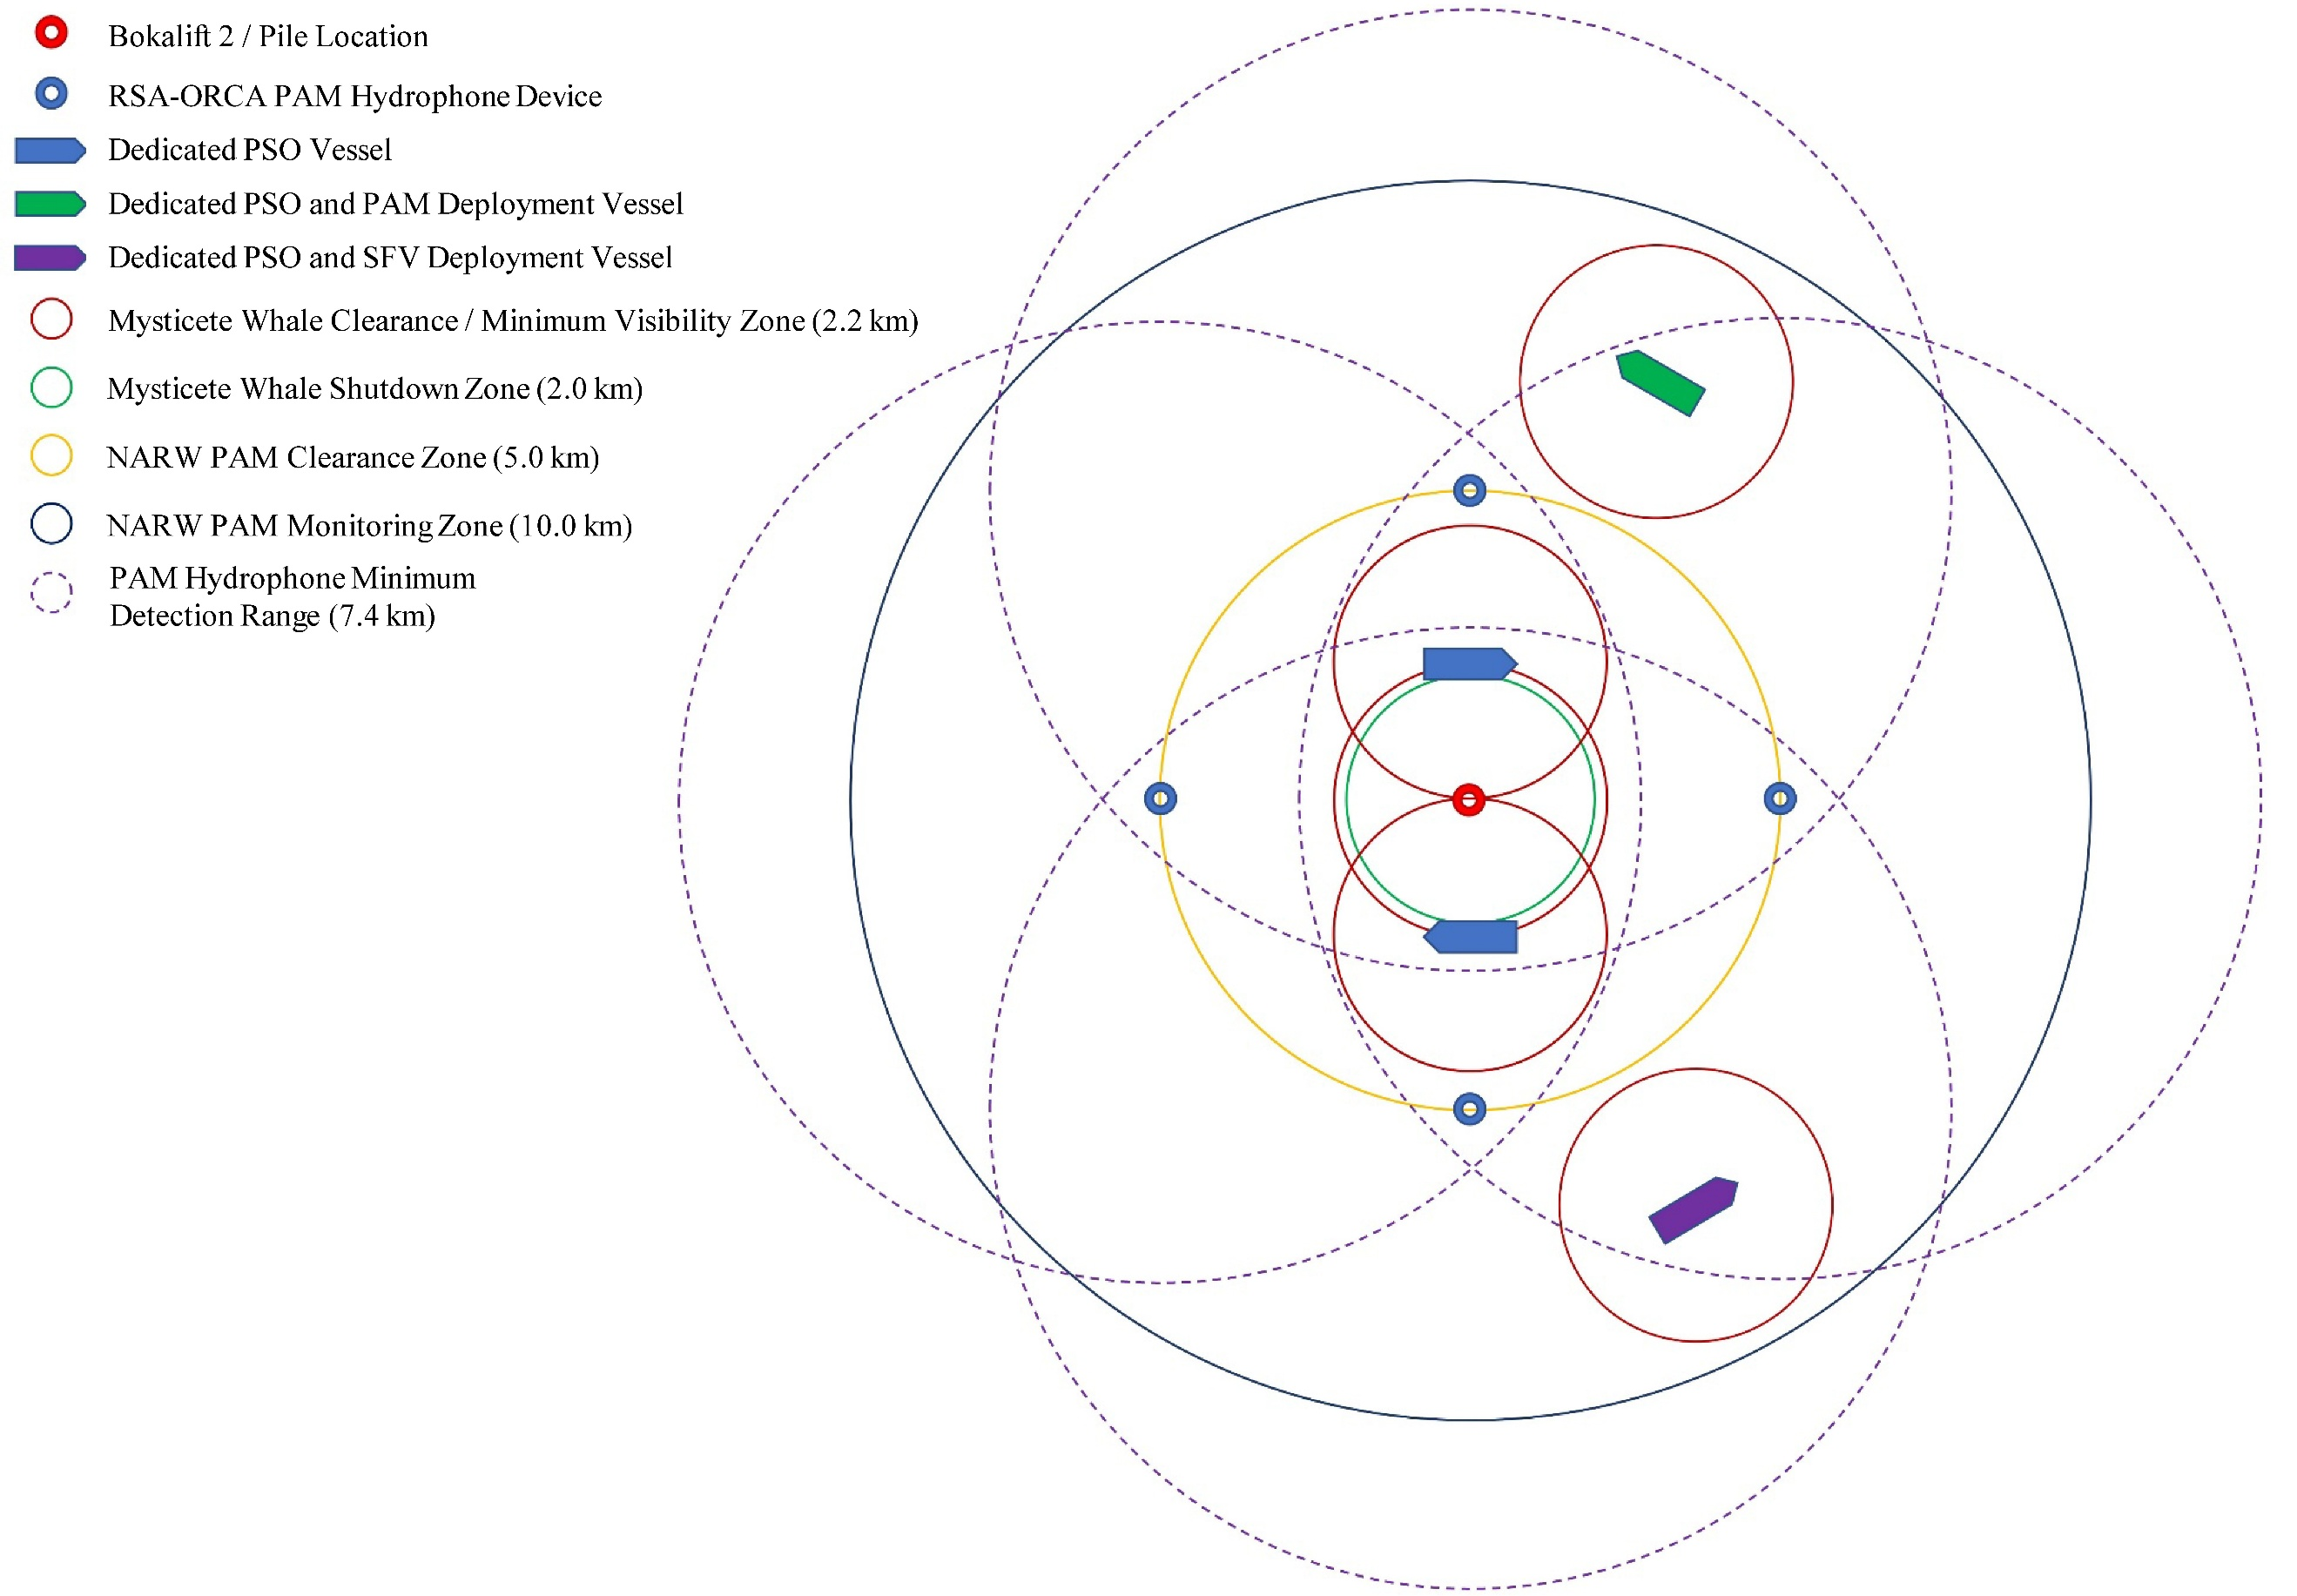 Bokalift 2 / Pile Location
RSA-ORCA PAM Hydrophone Device
Dedicated PSO Vessel
Dedicated PSO and PAM Deployment Vessel
Dedicated PSO and SFV Deployment Vessel
Mysticete Whale Clearance / Minimum Visibility Zone (2.2 km)
Mysticete Whale Shutdown Zone (2.0 km)
NARW PAM Clearance Zone (5.0 km)
NARW PAM Monitoring Zone (10.0 km)
PAM Hydrophone Minimum
Detection Range (7.4 km)